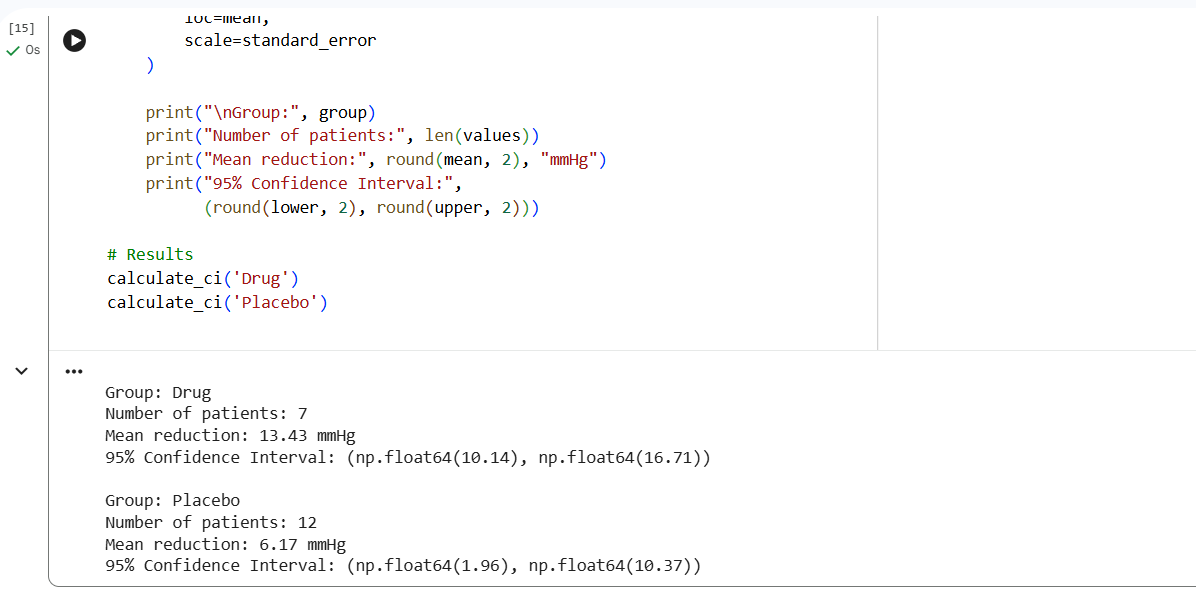 [15]
0s
loc=mean,
scale=standard_error
)
print("\nGroup:", group)
print("Number of patients:", len(values))
print("Mean reduction:", round(mean, 2), "mmHg")
print("95% Confidence Interval:",
(round(lower, 2), round(upper, 2)))
# Results
calculate_ci('Drug')
calculate_ci('Placebo')
Group: Drug
Number of patients: 7
Mean reduction: 13.43 mmHg
95% Confidence Interval: (np.float64(10.14), np.float64(16.71))
Group: Placebo
Number of patients: 12
Mean reduction: 6.17 mmHg
95% Confidence Interval: (np.float64(1.96), np.float64(10.37))